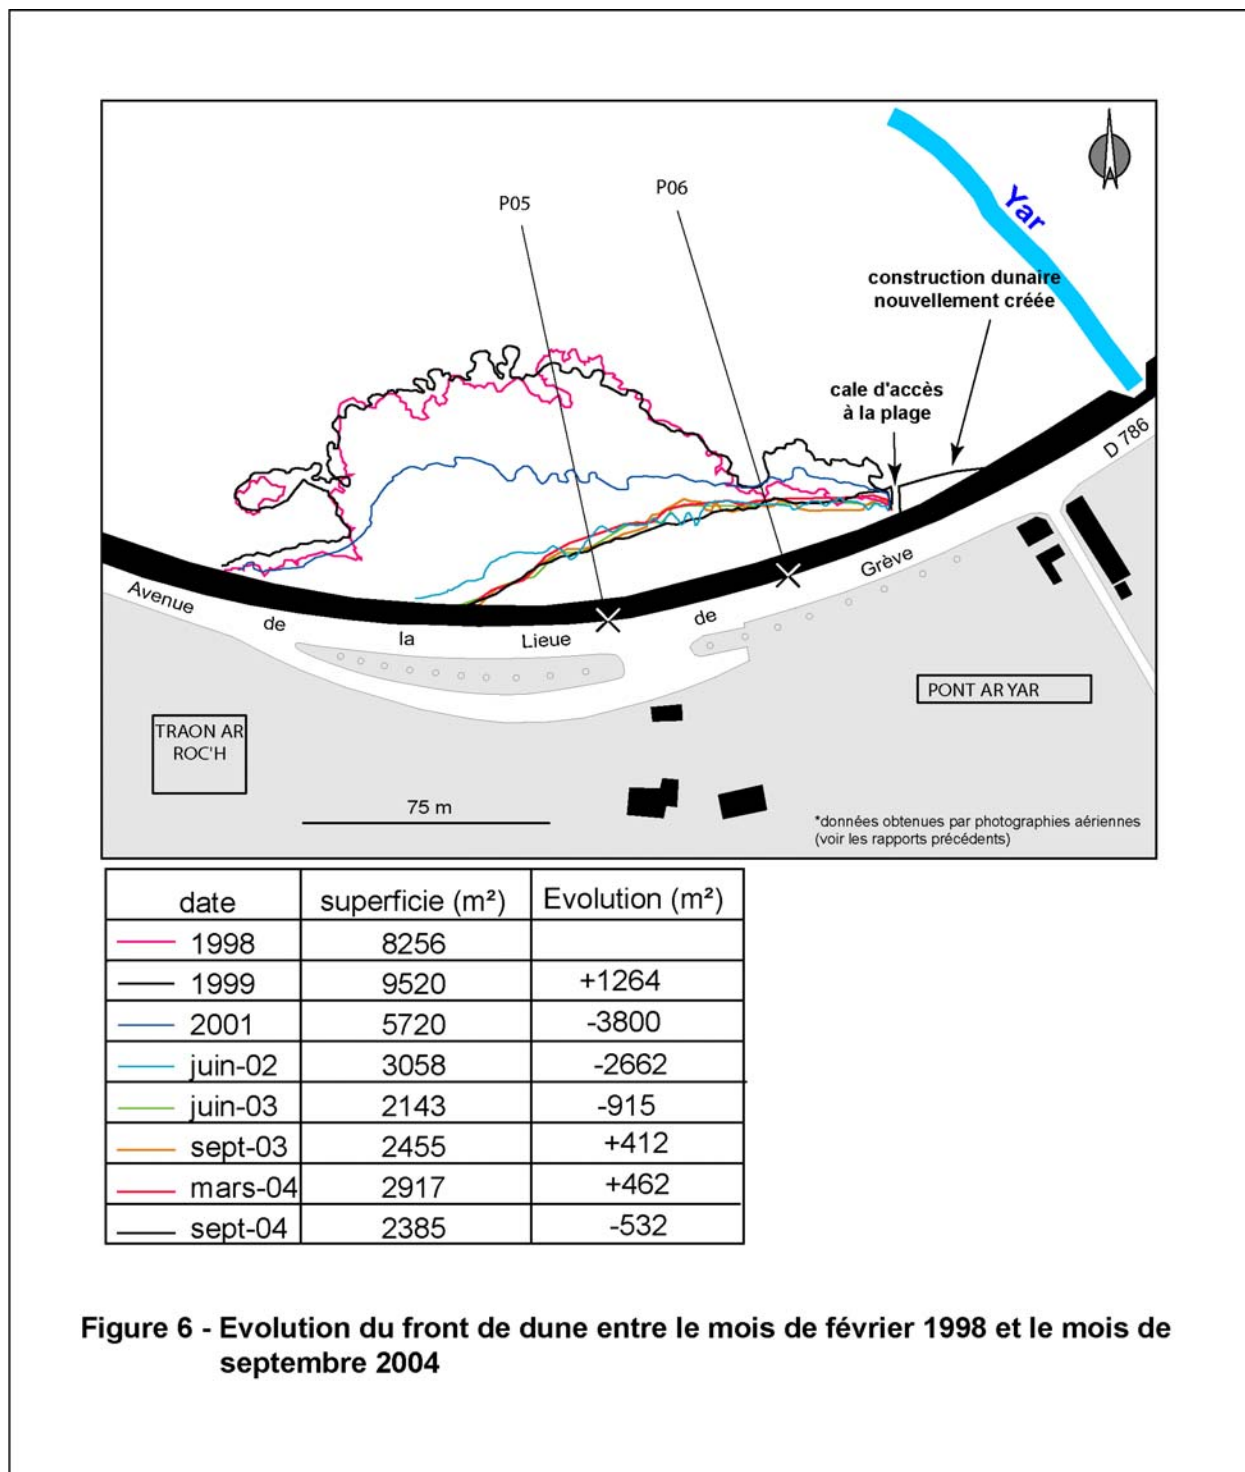 P05
P06
Yar
construction dunaire
nouvellement créée
cale d'accès
à la plage
D 786
Avenue de la Lieue de Grève
PONT AR YAR
TRAON AR
ROC'H
75 m
*données obtenues par photographies aériennes
(voir les rapports précédents)
date superficie (m²) Evolution (m²)
1998 8256
1999 9520 +1264
2001 5720 -3800
juin-02 3058 -2662
juin-03 2143 -915
sept-03 2455 +412
mars-04 2917 +462
sept-04 2385 -532
Figure 6 - Evolution du front de dune entre le mois de février 1998 et le mois de
septembre 2004